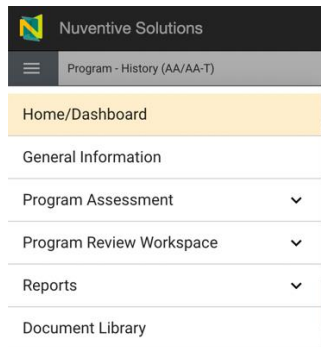 Nuventive Solutions
Program - History (AA/AA-T)
Home/Dashboard
General Information
Program Assessment
Program Review Workspace
Reports
Document Library